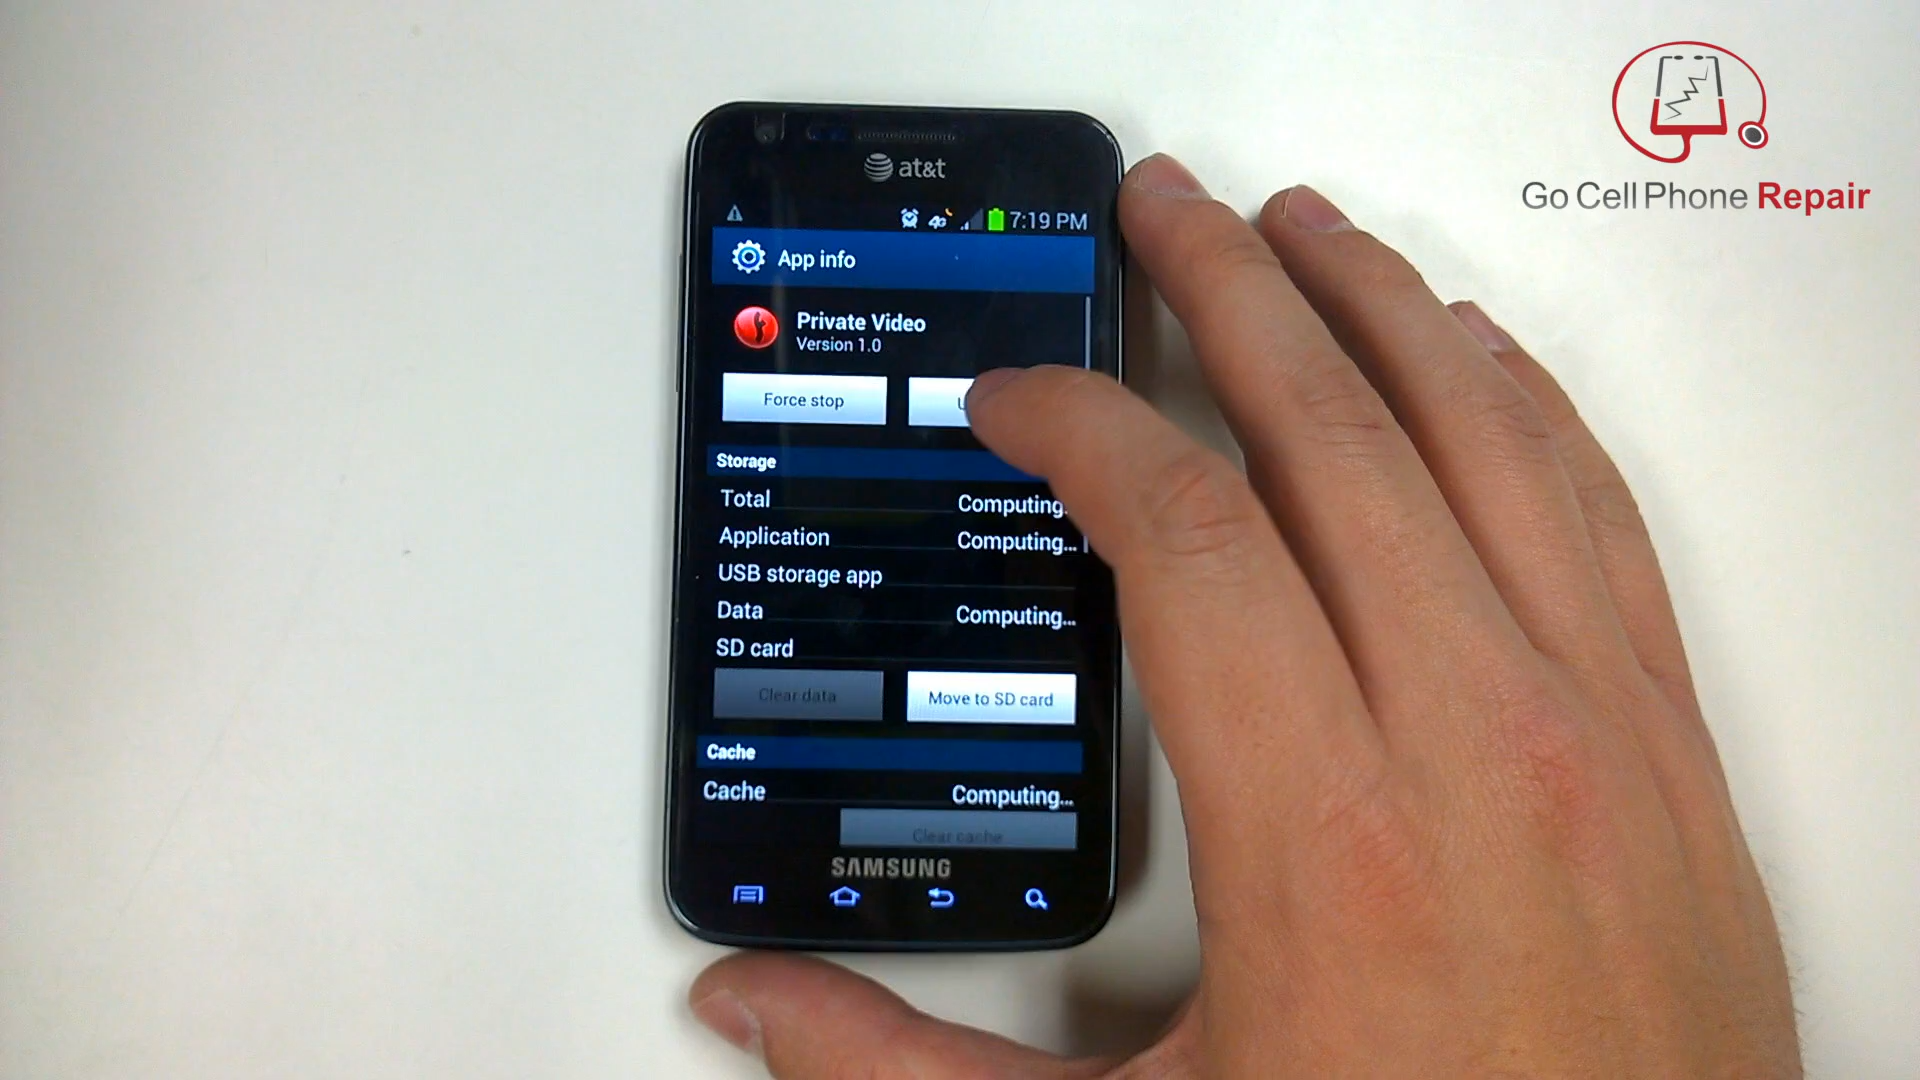 Go Cell Phone Repair
at&t
4G 7:19 PM
App info
Private Video
Version 1.0
Force stop
Storage
Total Computing...
Application Computing...
USB storage app
Data Computing...
SD card
Clear data Move to SD card
Cache
Cache Computing...
Clear cache
SAMSUNG